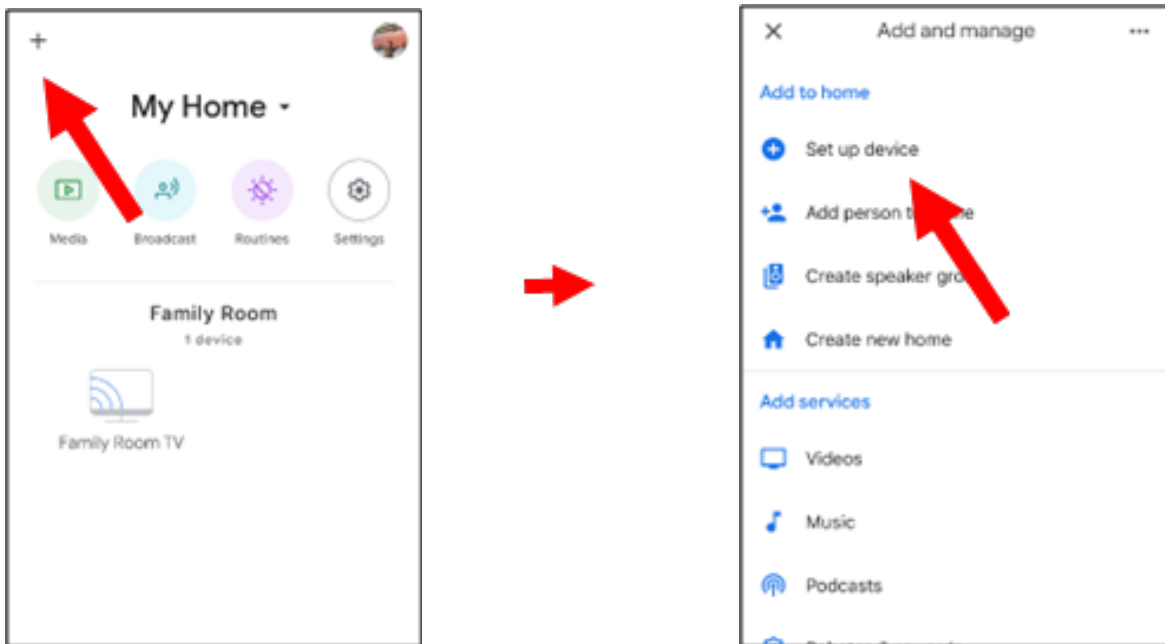 My Home
Media Broadcast Routines Settings
Family Room
1 device
Family Room TV
Add and manage
Add to home
Set up device
Add person to
Create speaker
Create new home
Add services
Videos
Music
Podcasts